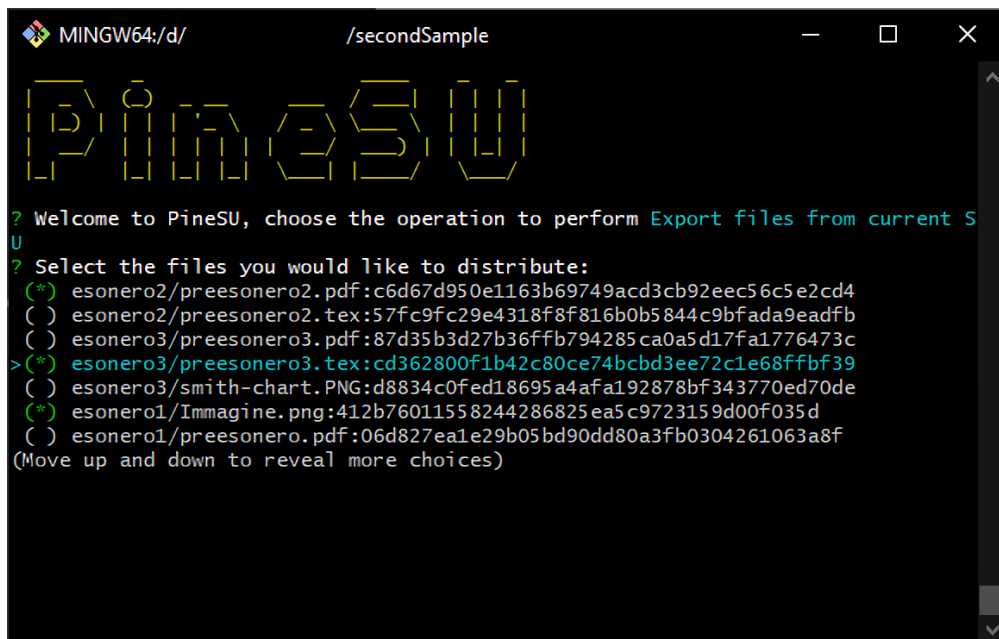 MINGW64:/d/ /secondSample
PineSU
? Welcome to PineSU, choose the operation to perform Export files from current S
U
? Select the files you would like to distribute:
(*) esonero2/preesonero2.pdf:c6d67d950e1163b69749acd3cb92eec56c5e2cd4
( ) esonero2/preesonero2.tex:57fc9fc29e4318f8f816b0b5844c9bfada9eadfb
( ) esonero3/preesonero3.pdf:87d35b3d27b36ffb794285ca0a5d17fa1776473c
>(*) esonero3/preesonero3.tex:cd362800f1b42c80ce74bcbd3ee72c1e68ffbf39
( ) esonero3/smith-chart.PNG:d8834c0fed18695a4afa192878bf343770ed70de
(*) esonero1/Immagine.png:412b76011558244286825ea5c9723159d00f035d
( ) esonero1/preesonero.pdf:06d827ea1e29b05bd90dd80a3fb0304261063a8f
(Move up and down to reveal more choices)